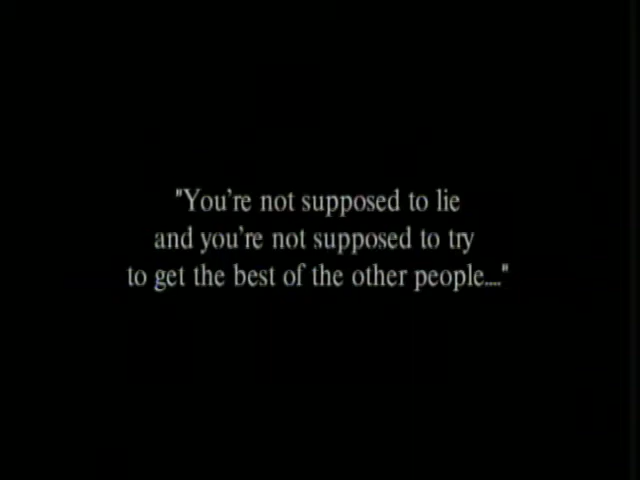 "You're not supposed to lie
and you're not supposed to try
to get the best of the other people...."